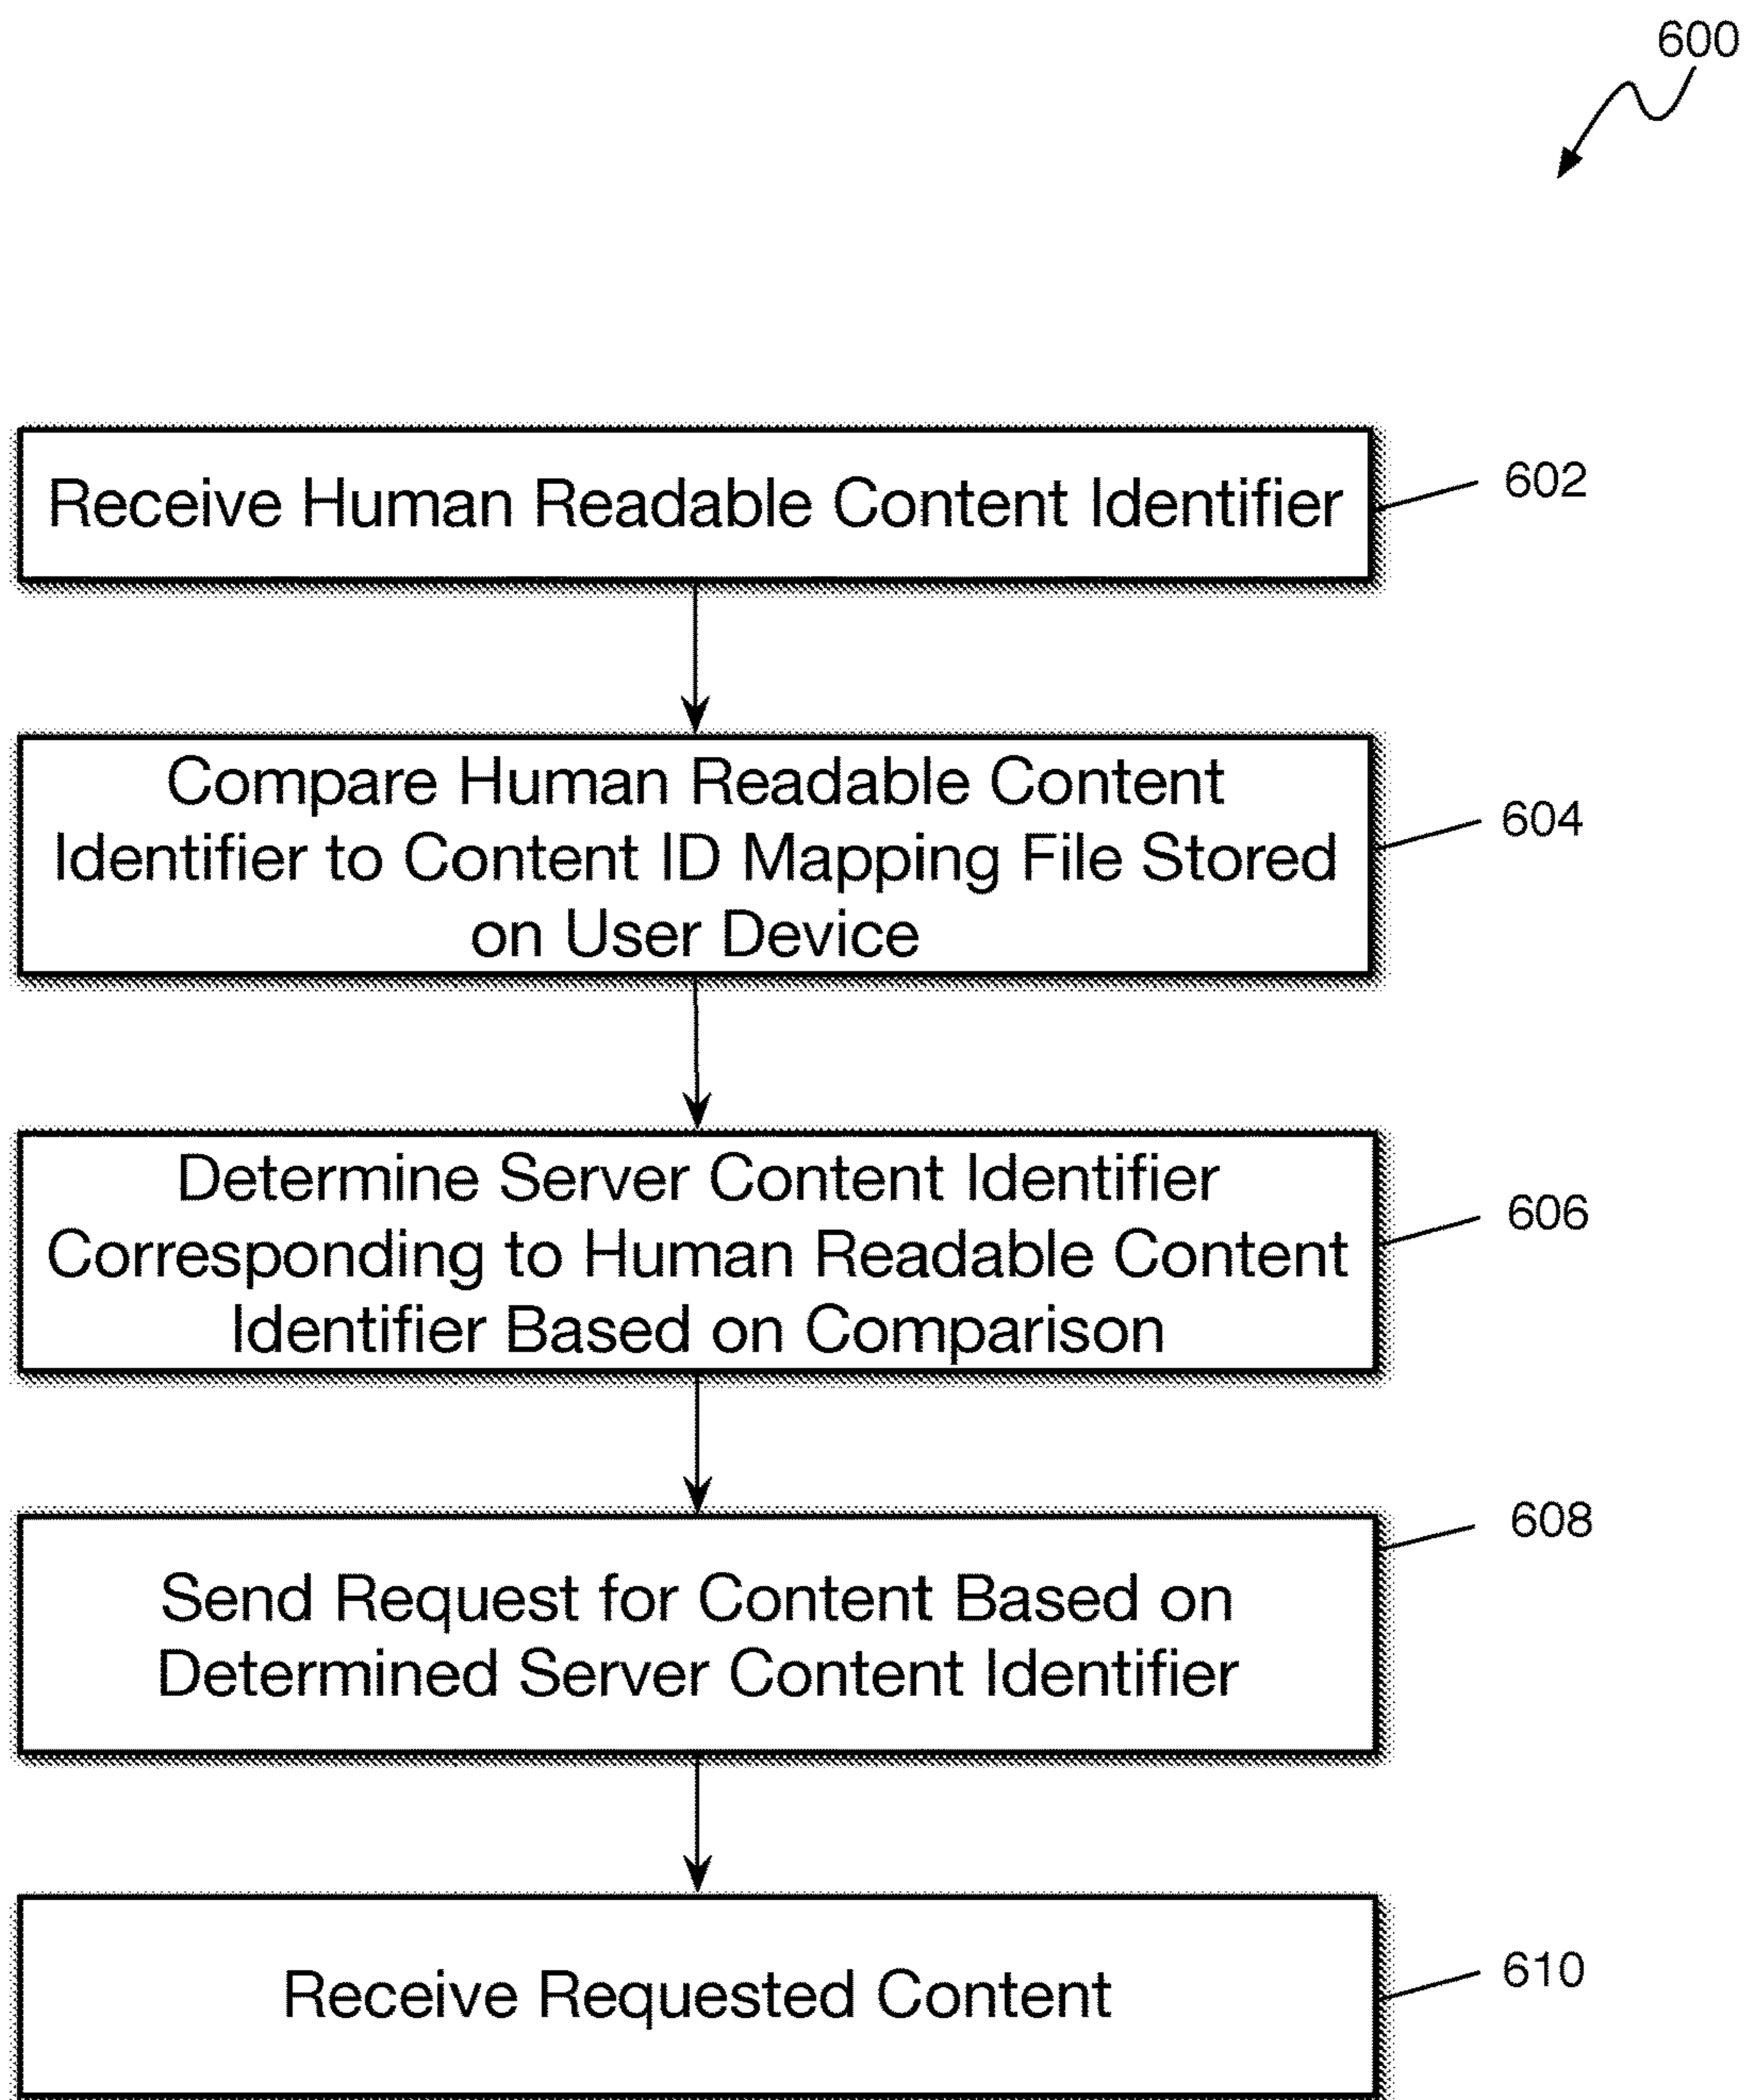 600
Receive Human Readable Content Identifier
602
Compare Human Readable Content
Identifier to Content ID Mapping File Stored
on User Device
604
Determine Server Content Identifier
Corresponding to Human Readable Content
Identifier Based on Comparison
606
Send Request for Content Based on
Determined Server Content Identifier
608
Receive Requested Content
610